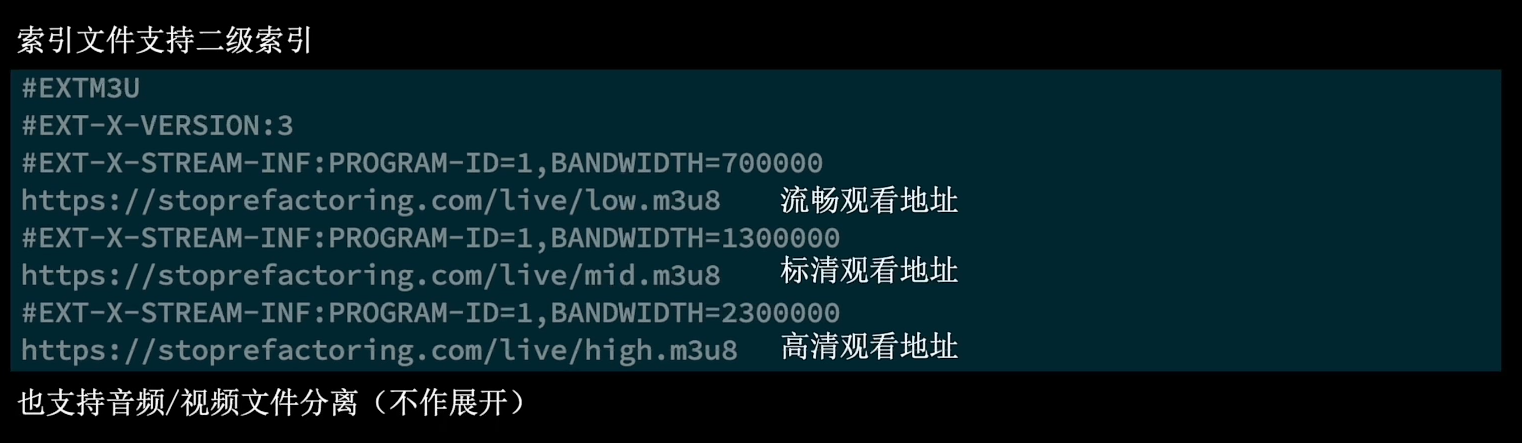 索引文件支持二级索引
#EXTM3U
#EXT-X-VERSION:3
#EXT-X-STREAM-INF:PROGRAM-ID=1,BANDWIDTH=700000
https://stoprefactoring.com/live/low.m3u8 流畅观看地址
#EXT-X-STREAM-INF:PROGRAM-ID=1,BANDWIDTH=1300000
https://stoprefactoring.com/live/mid.m3u8 标清观看地址
#EXT-X-STREAM-INF:PROGRAM-ID=1,BANDWIDTH=2300000
https://stoprefactoring.com/live/high.m3u8 高清观看地址
也支持音频/视频文件分离（不作展开）